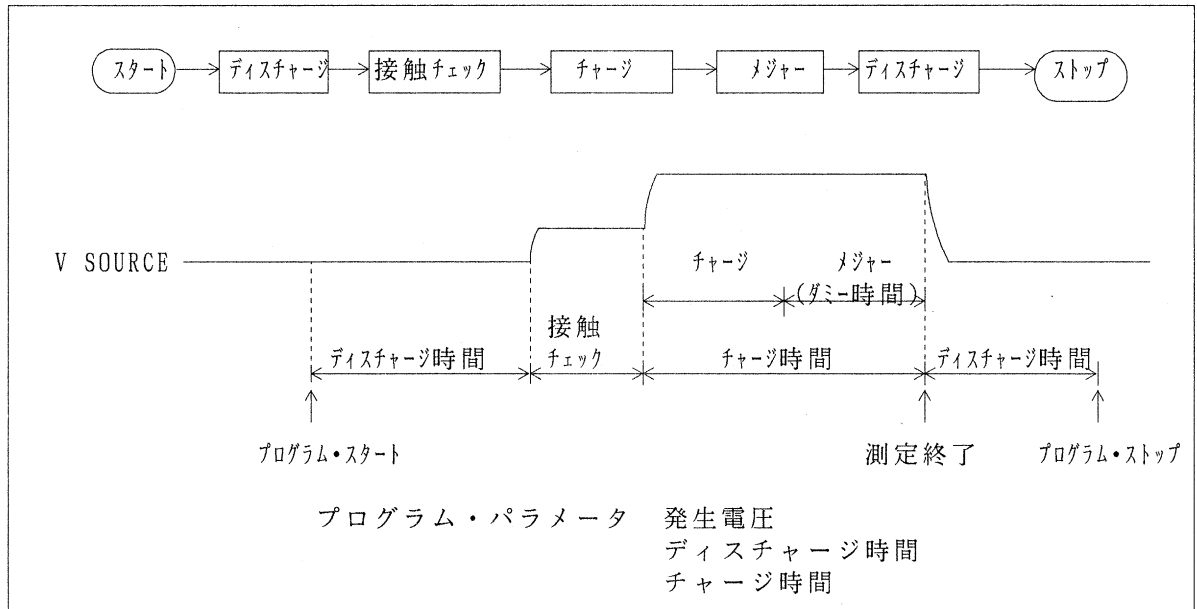 スタート ディスチャージ 接触チェック チャージ メジャー ディスチャージ ストップ
V SOURCE
チャージ メジャー
(ダミー時間)
接触
チェック
ディスチャージ時間 チャージ時間 ディスチャージ時間
プログラム・スタート 測定終了 プログラム・ストップ
プログラム・パラメータ 発生電圧
ディスチャージ時間
チャージ時間